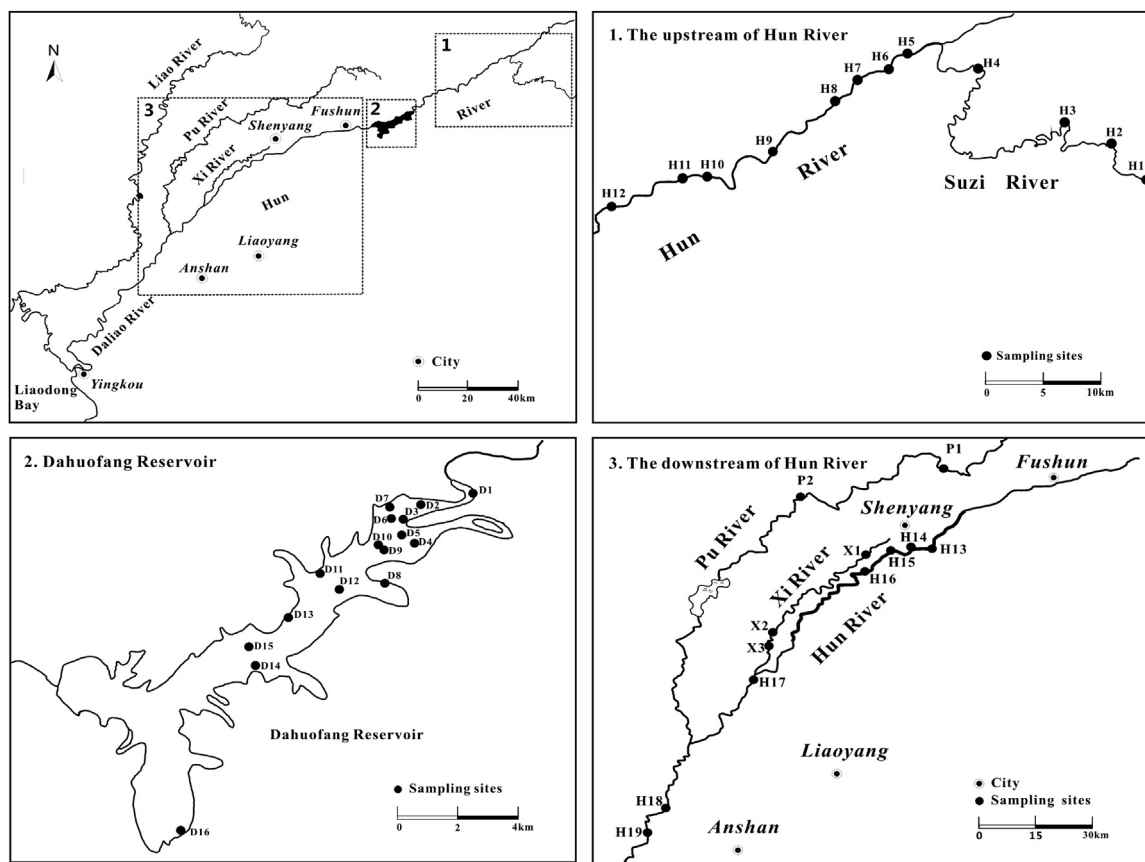 N
Liao River
1
3
2
River
Pu River
Fushun
Shenyang
Xi River
Hun
Liaoyang
Anshan
Daliao River
City
Yingkou
Liaodong
Bay
0 20 40km
1. The upstream of Hun River
H5
H6
H4
H7
H8
H3
H9
H2
River
H11 H10
H1
Suzi River
H12
Hun
Sampling sites
0 5 10km
2. Dahuofang Reservoir
D1
D7
D2
D6 D3
D10 D5
D9 D4
D11
D12 D8
D13
D15
D14
Dahuofang Reservoir
Sampling sites
0 2 4km
D16
3. The downstream of Hun River
P1
Fushun
P2
Shenyang
H14
X1
H15 H13
Pu River
H16
Xi River
Hun River
X2
X3
H17
Liaoyang
City
H18
Sampling sites
H19
Anshan
0 15 30km